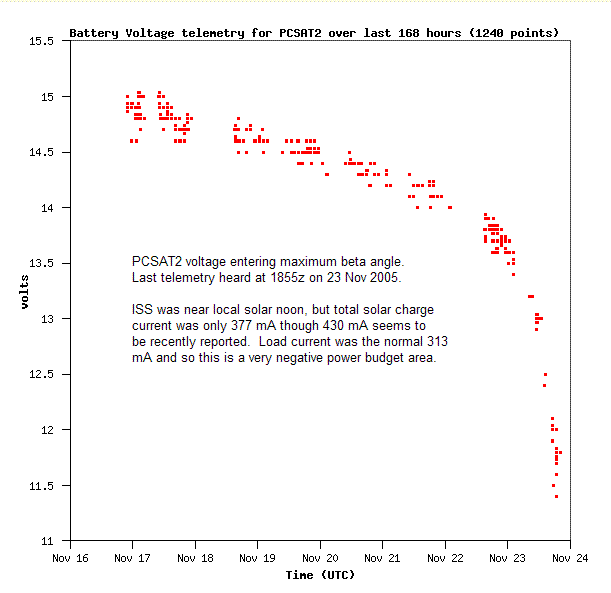 Battery Voltage telemetry for PCSAT2 over last 168 hours (1240 points)
15.5
15
14.5
14
13.5
13
12.5
12
11.5
11
volts
PCSAT2 voltage entering maximum beta angle.
Last telemetry heard at 1855z on 23 Nov 2005.
ISS was near local solar noon, but total solar charge
current was only 377 mA though 430 mA seems to
be recently reported.  Load current was the normal 313
mA and so this is a very negative power budget area.
Nov 16 Nov 17 Nov 18 Nov 19 Nov 20 Nov 21 Nov 22 Nov 23 Nov 24
Time (UTC)